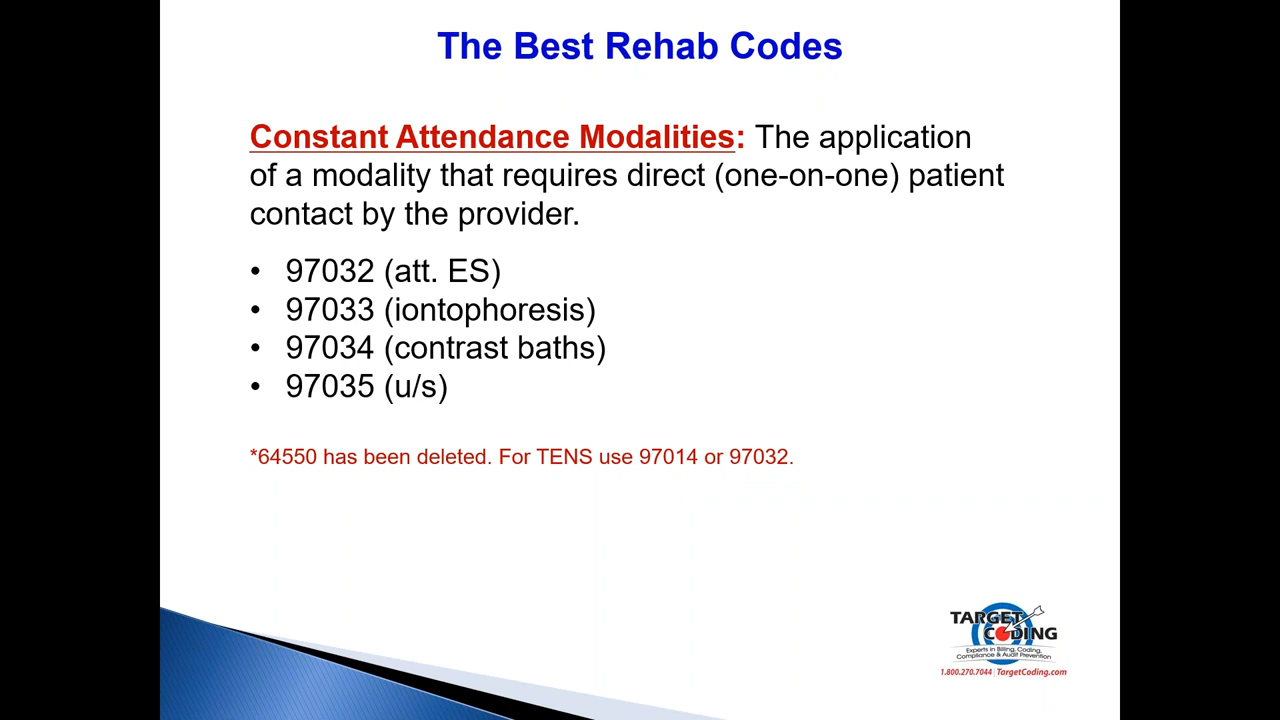 The Best Rehab Codes
Constant Attendance Modalities: The application
of a modality that requires direct (one-on-one) patient
contact by the provider.
• 97032 (att. ES)
• 97033 (iontophoresis)
• 97034 (contrast baths)
• 97035 (u/s)
*64550 has been deleted. For TENS use 97014 or 97032.
TARGET
CODING
Experts in Billing, Coding,
Compliance & Audit Prevention
1.800.270.7044 | TargetCoding.com